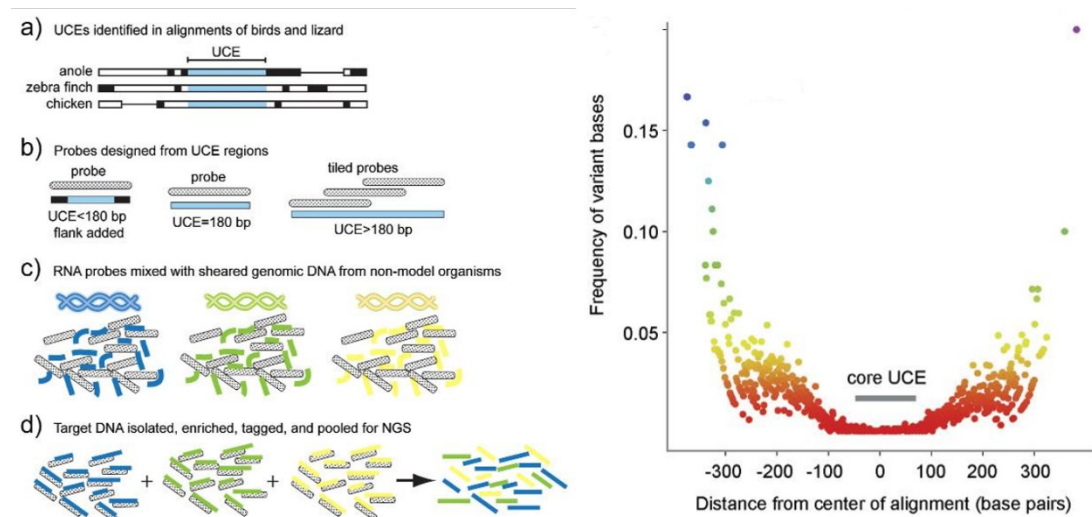 a) UCEs identified in alignments of birds and lizard
UCE
anole
zebra finch
chicken
b) Probes designed from UCE regions
probe
UCE<180 bp
flank added
probe
UCE=180 bp
tiled probes
UCE>180 bp
c) RNA probes mixed with sheared genomic DNA from non-model organisms
d) Target DNA isolated, enriched, tagged, and pooled for NGS
+
+
Frequency of variant bases
0.15
0.10
0.05
core UCE
-300
-200
-100
0
100
200
300
Distance from center of alignment (base pairs)